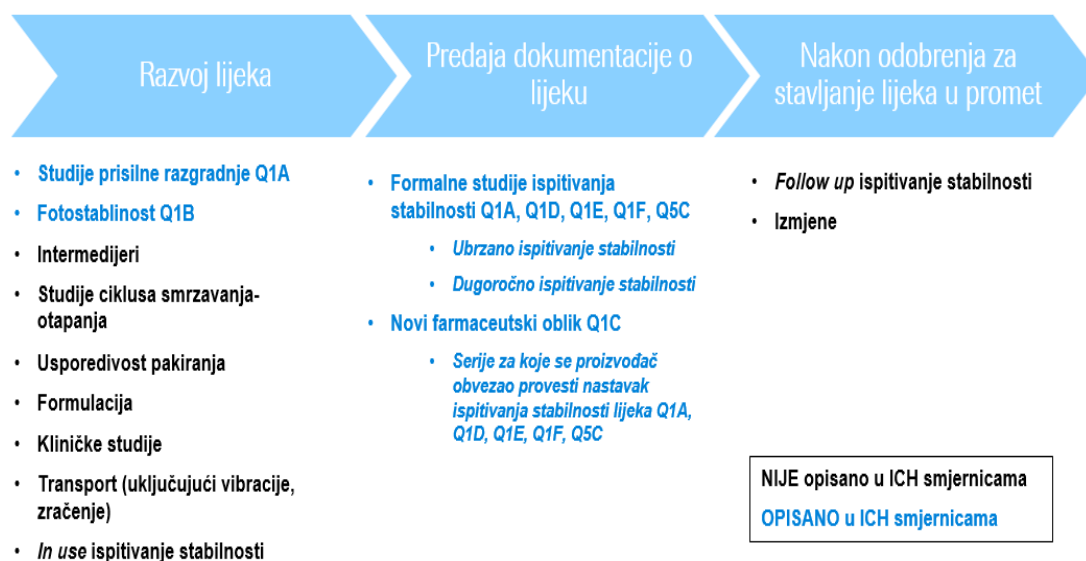 Razvoj lijeka
Predaja dokumentacije o
lijeku
Nakon odobrenja za
stavljanje lijeka u promet
• Studije prisilne razgradnje Q1A
• Fotostablinost Q1B
• Intermedijeri
• Studije ciklusa smrzavanja-
otapanja
• Usporedivost pakiranja
• Formulacija
• Kliničke studije
• Transport (uključujući vibracije,
zračenje)
• In use ispitivanje stabilnosti
• Formalne studije ispitivanja
stabilnosti Q1A, Q1D, Q1E, Q1F, Q5C
• Ubrzano ispitivanje stabilnosti
• Dugoročno ispitivanje stabilnosti
• Novi farmaceutski oblik Q1C
• Serije za koje se proizvođač
obvezao provesti nastavak
ispitivanja stabilnosti lijeka Q1A,
Q1D, Q1E, Q1F, Q5C
• Follow up ispitivanje stabilnosti
• Izmjene
NIJE opisano u ICH smjernicama
OPISANO u ICH smjernicama